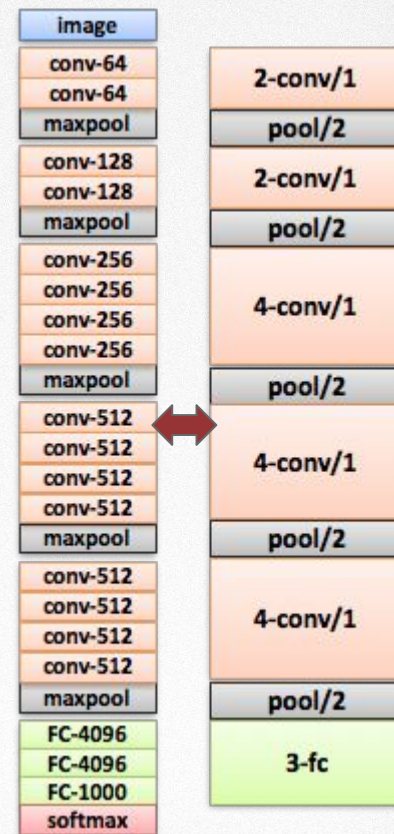 image
conv-64
conv-64
maxpool
conv-128
conv-128
maxpool
conv-256
conv-256
conv-256
conv-256
maxpool
conv-512
conv-512
conv-512
conv-512
maxpool
conv-512
conv-512
conv-512
conv-512
maxpool
FC-4096
FC-4096
FC-1000
softmax
2-conv/1
pool/2
2-conv/1
pool/2
4-conv/1
pool/2
4-conv/1
pool/2
4-conv/1
pool/2
3-fc